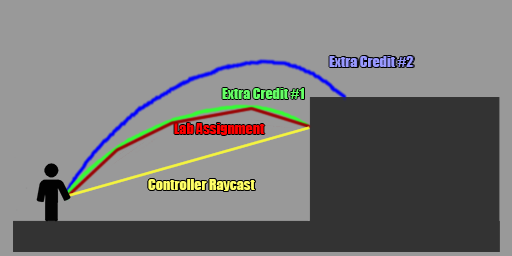 Extra Credit #2
Extra Credit #1
Lab Assignment
Controller Raycast